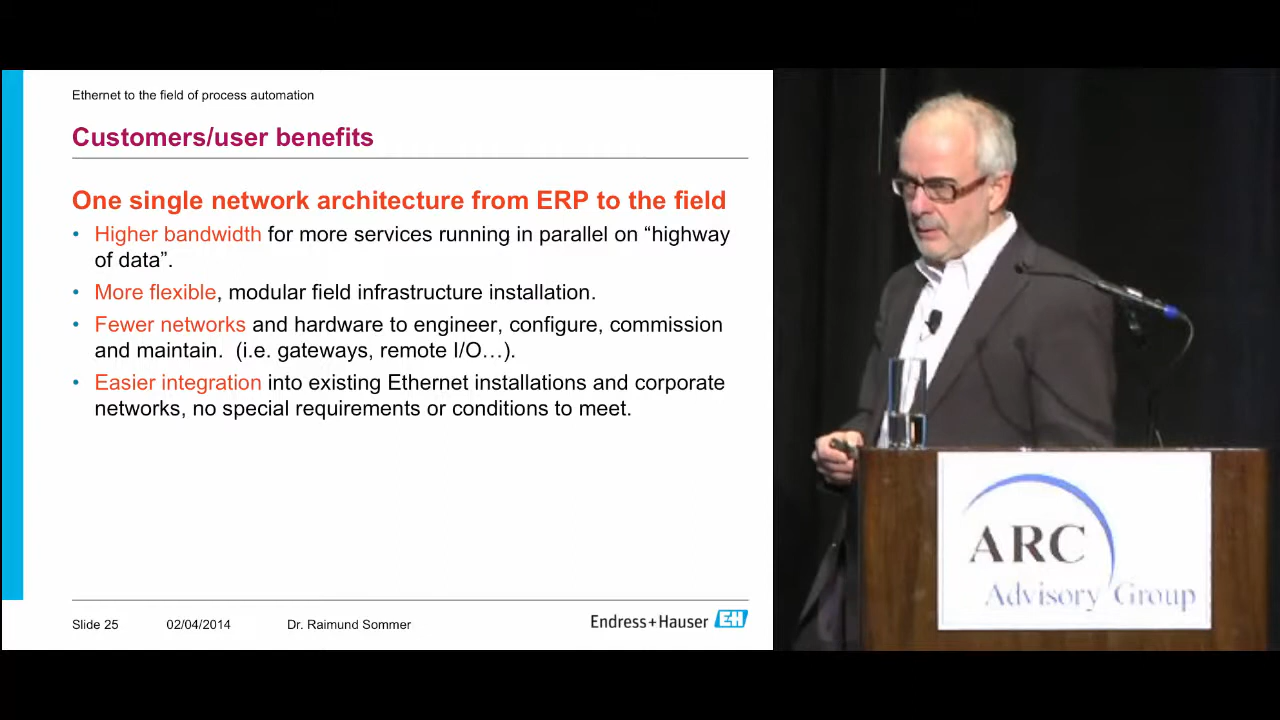 Ethernet to the field of process automation
Customers/user benefits
One single network architecture from ERP to the field
• Higher bandwidth for more services running in parallel on “highway
of data”.
• More flexible, modular field infrastructure installation.
• Fewer networks and hardware to engineer, configure, commission
and maintain.  (i.e. gateways, remote I/O…).
• Easier integration into existing Ethernet installations and corporate
networks, no special requirements or conditions to meet.
Slide 25 02/04/2014 Dr. Raimund Sommer
Endress+Hauser EH
ARC
Advisory Group